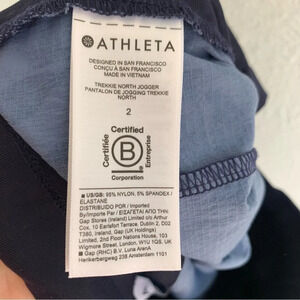 ATHLETA
DESIGNED IN SAN FRANCISCO
CONÇU À SAN FRANCISCO
MADE IN VIETNAM
TREKKIE NORTH JOGGER
PANTALON DE JOGGING TREKKIE
NORTH
2
Certified
Certifiée
B
Entreprise
Corporation
US/GB: 95% NYLON, 5% SPANDEX /
ELASTANE
DISTRIBUIDO POR / Imported
By/Importé Par / ΕΙΣΑΓΕΤΑΙ ΑΠΟ ΤΗΝ:
Gap Stores (Ireland) Limited c/o Arthur
Cox, 10 Earlsfort Terrace, Dublin 2, D02
T380, Ireland, Gap (UK Holdings)
Limited, 2nd Floor Nations House, 103
Wigmore Street, London, W1U 1QS, UK
Gap (RHC) B.V. Luna ArenA
Herikerbergweg 238 Amsterdam 1101